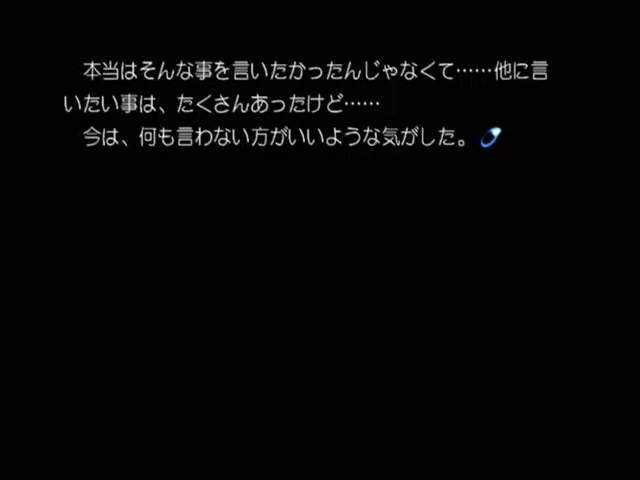 本当はそんな事を言いたかったんじゃなくて……他に言
いたい事は、たくさんあったけど……
今は、何も言わない方がいいような気がした。